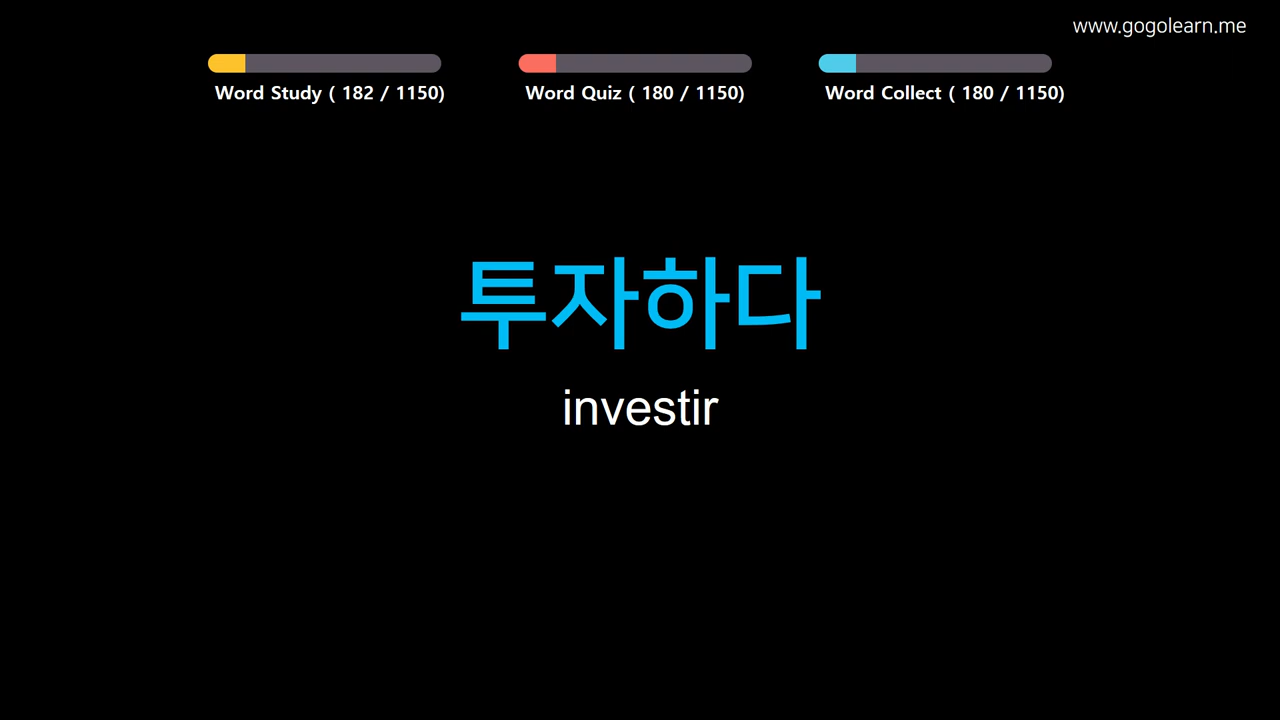 www.gogolearn.me
Word Study ( 182 / 1150)
Word Quiz ( 180 / 1150)
Word Collect ( 180 / 1150)
투자하다
investir